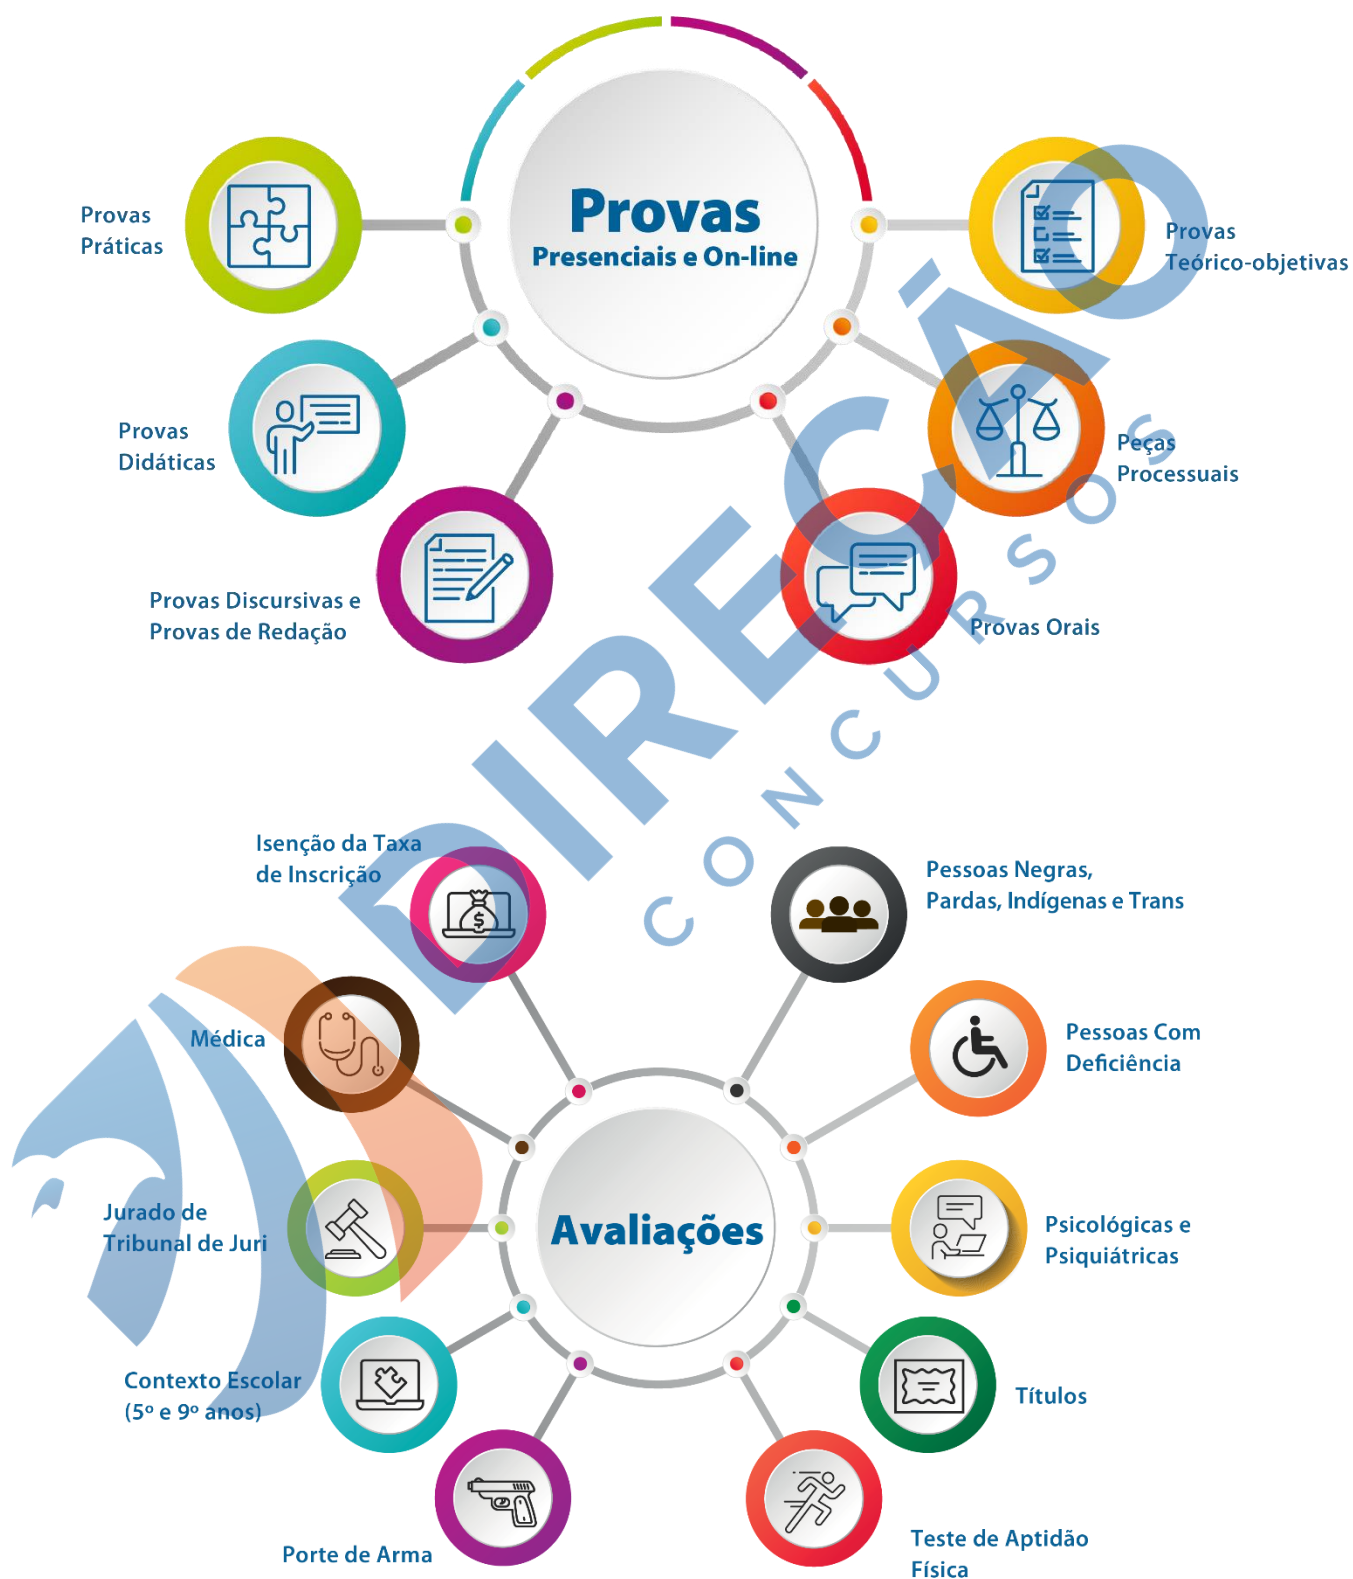 Provas
Presenciais e On-line
Provas
Práticas
Provas
Teórico-objetivas
Provas
Didáticas
Peças
Processuais
Provas Discursivas e
Provas de Redação
Provas Orais
DIREÇÃO
CONCURSOS
Isenção da Taxa
de Inscrição
Pessoas Negras,
Pardas, Indígenas e Trans
$
Médica
Pessoas Com
Deficiência
Avaliações
Jurado de
Tribunal de Juri
Psicológicas e
Psiquiátricas
Contexto Escolar
(5º e 9º anos)
Títulos
Porte de Arma
Teste de Aptidão
Física